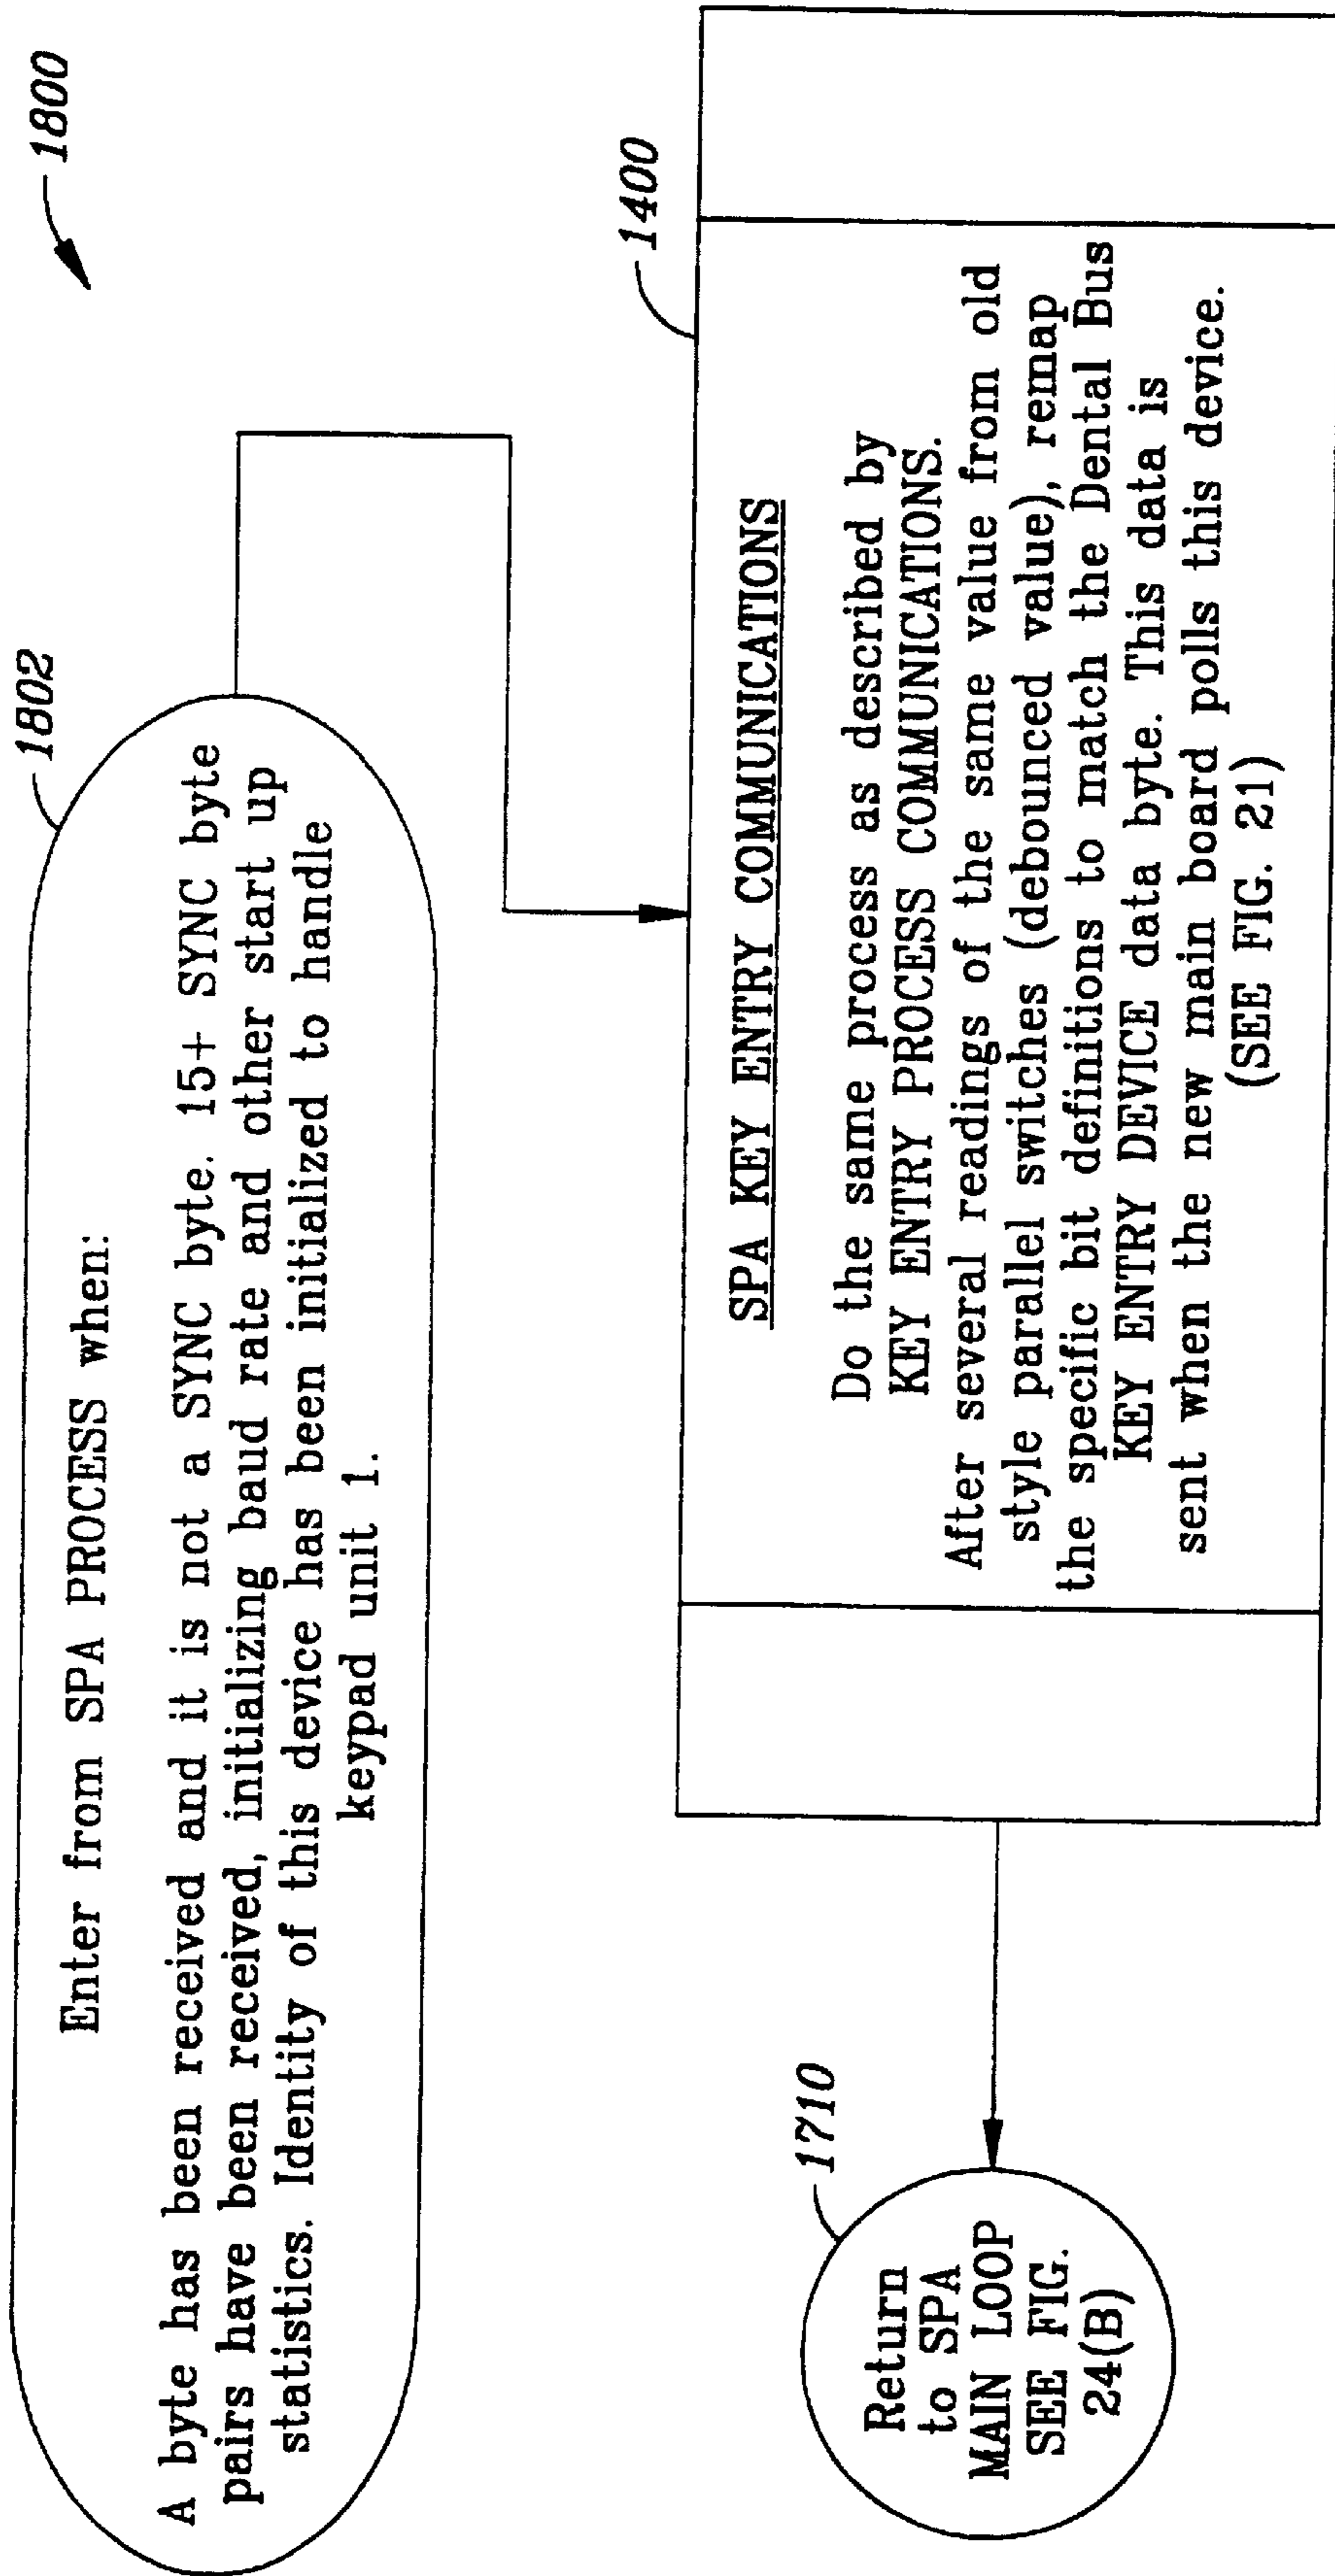 1800
1802
Enter from SPA PROCESS when:
A byte has been received and it is not a SYNC byte. 15+ SYNC byte
pairs have been received, initializing baud rate and other start up
statistics. Identity of this device has been initialized to handle
keypad unit 1.
1400
SPA KEY ENTRY COMMUNICATIONS
Do the same process as described by
KEY ENTRY PROCESS COMMUNICATIONS.
After several readings of the same value from old
style parallel switches (debounced value), remap
the specific bit definitions to match the Dental Bus
KEY ENTRY DEVICE data byte. This data is
sent when the new main board polls this device.
(SEE FIG. 21)
1710
Return
to SPA
MAIN LOOP
SEE FIG.
24(B)